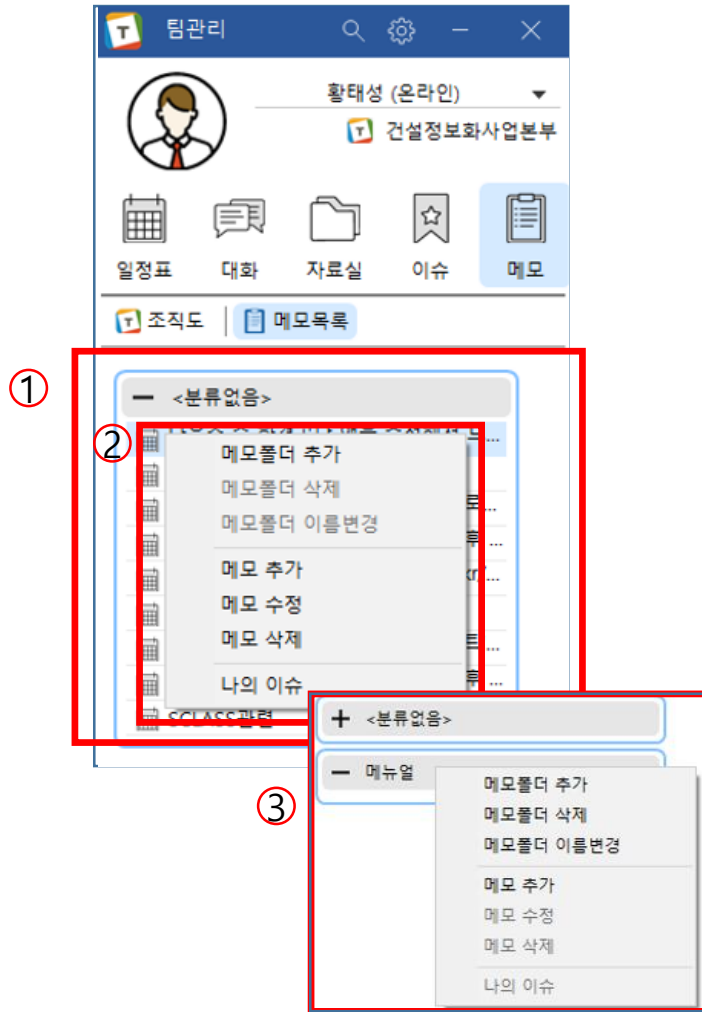 T 팀관리
황태성 (온라인)
T 건설정보화사업본부
일정표 대화 자료실 이슈 메모
T 조직도 메모목록
①
<분류없음>
②
...
메모폴더 추가
메모폴더 삭제
로...
메모폴더 이름변경
후 ...
메모 추가
kr/...
메모 수정
메모 삭제
트 ...
나의 이슈
후 ...
SCLASS관련
<분류없음>
메뉴얼
③
메모폴더 추가
메모폴더 삭제
메모폴더 이름변경
메모 추가
메모 수정
메모 삭제
나의 이슈